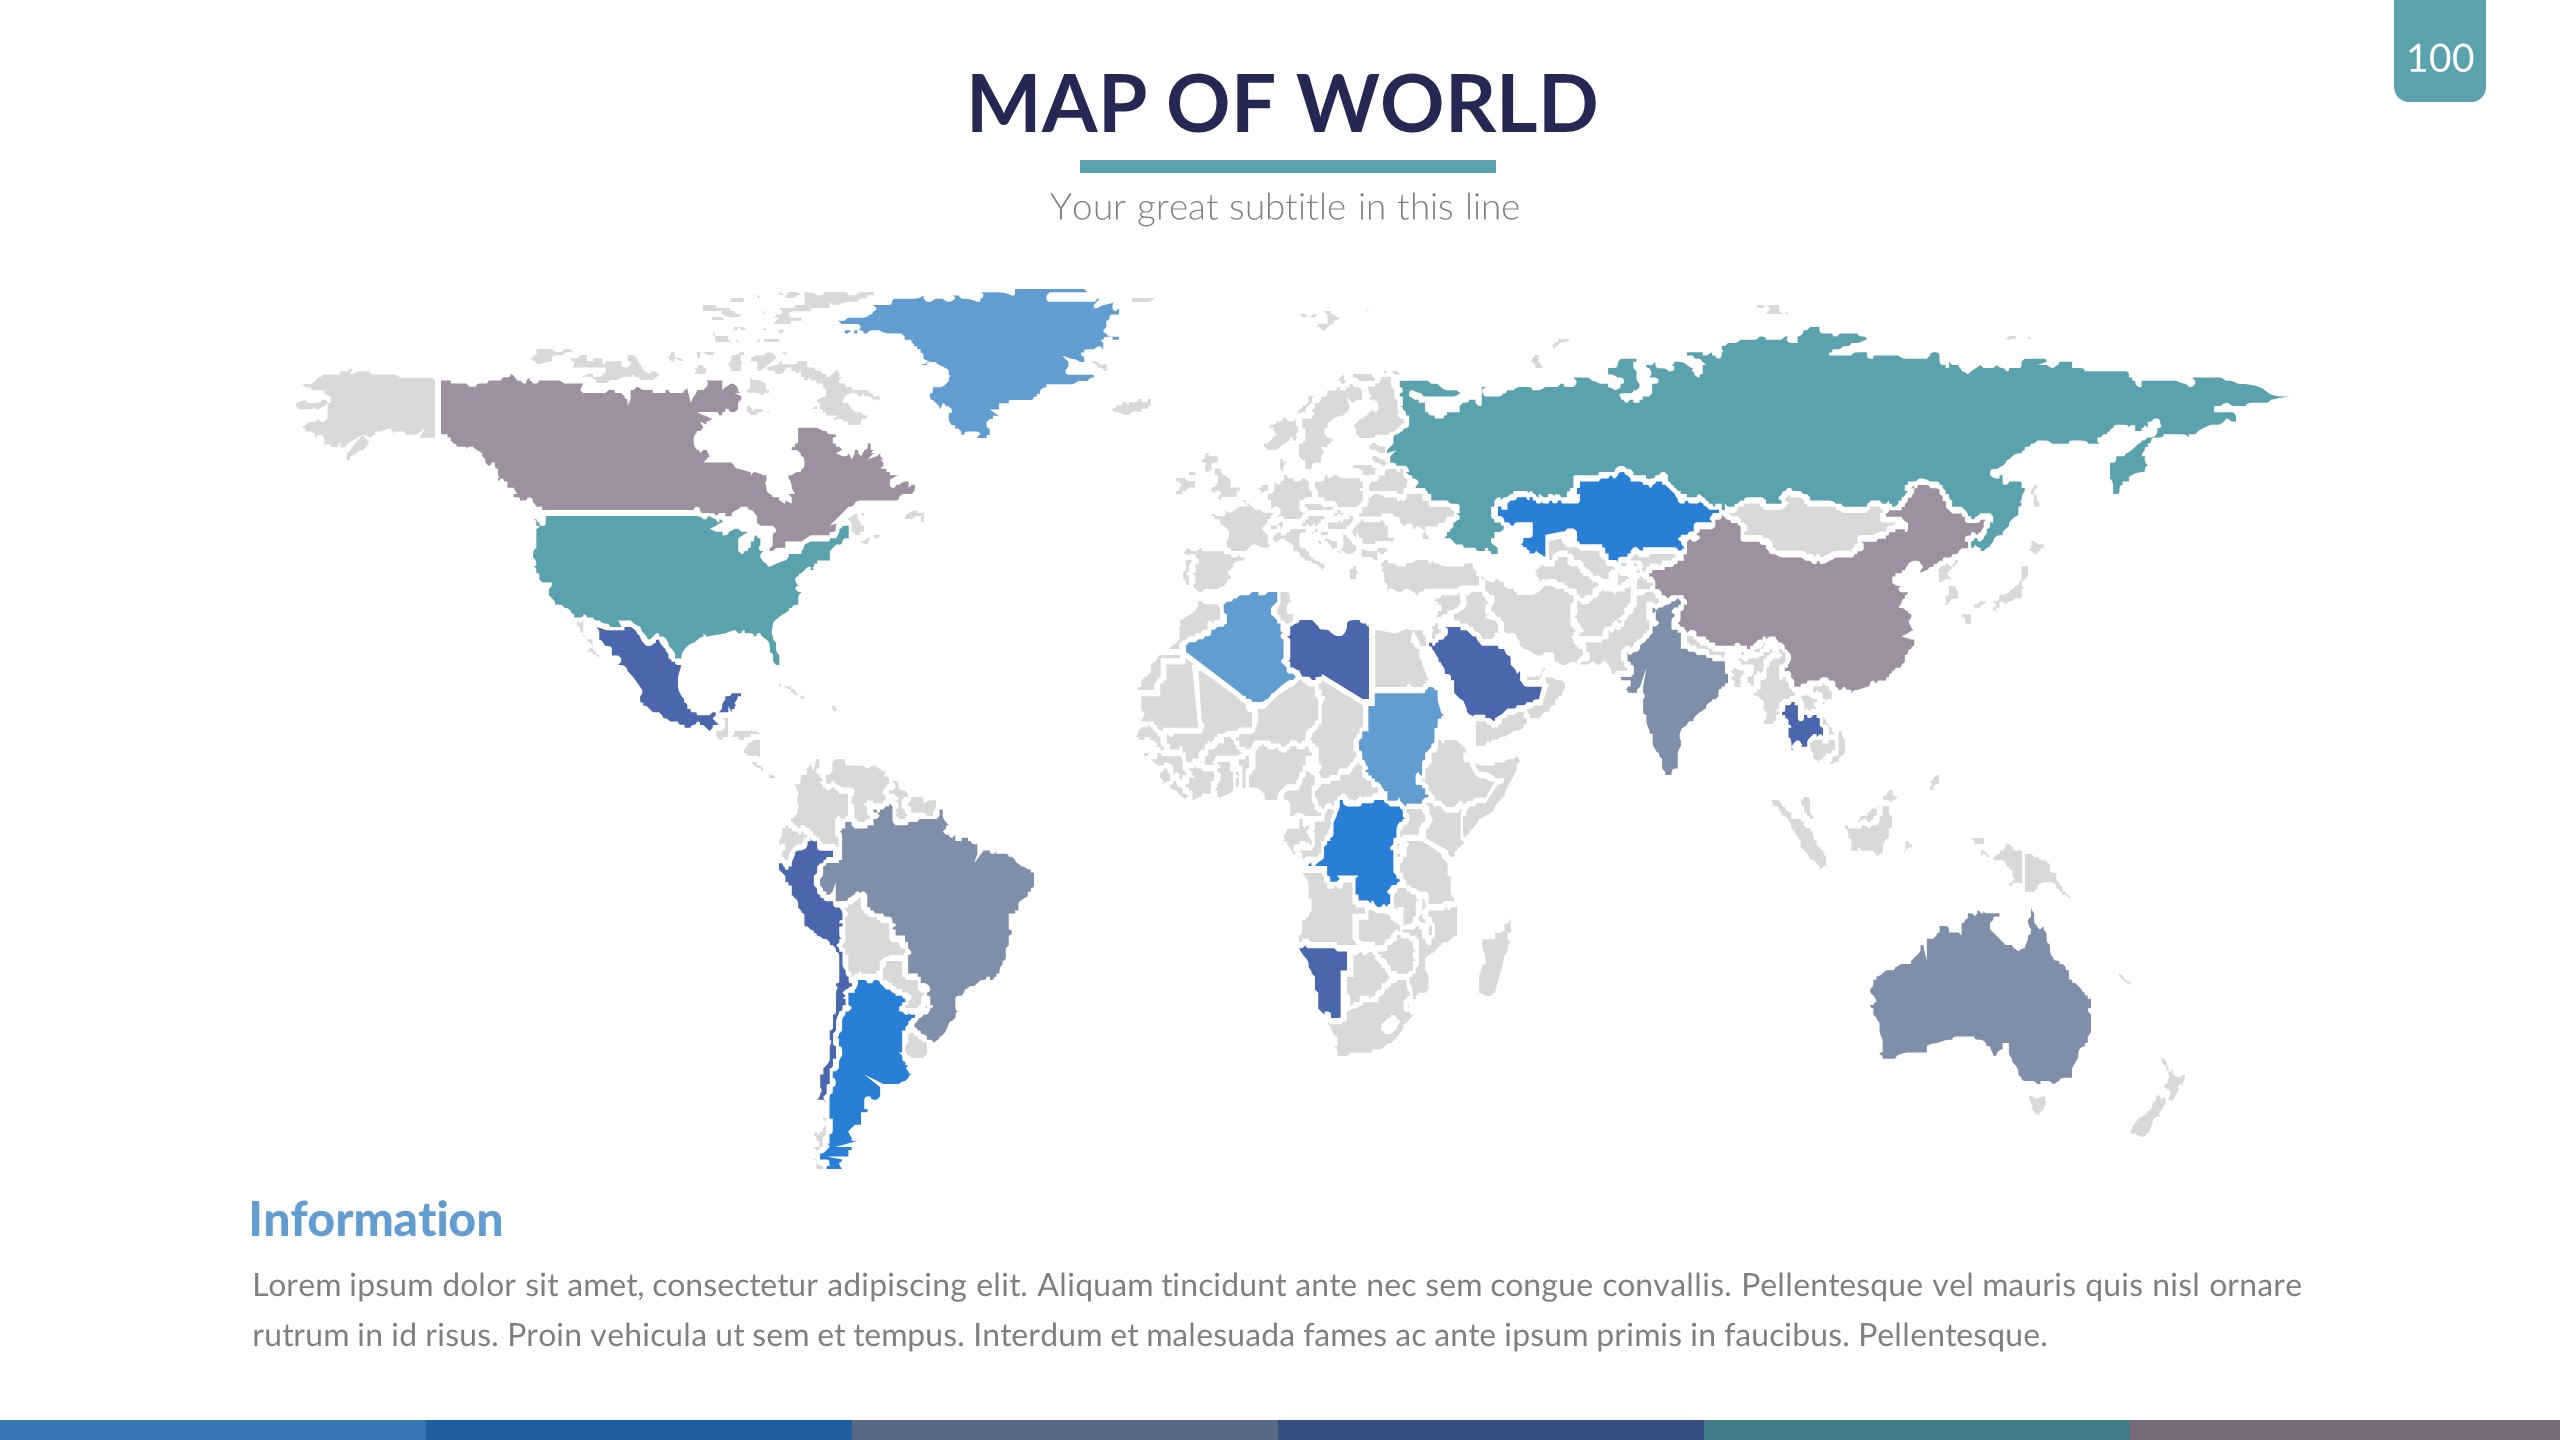 100
MAP OF WORLD
Your great subtitle in this line
Information
Lorem ipsum dolor sit amet, consectetur adipiscing elit. Aliquam tincidunt ante nec sem congue convallis. Pellentesque vel mauris quis nisl ornare
rutrum in id risus. Proin vehicula ut sem et tempus. Interdum et malesuada fames ac ante ipsum primis in faucibus. Pellentesque.